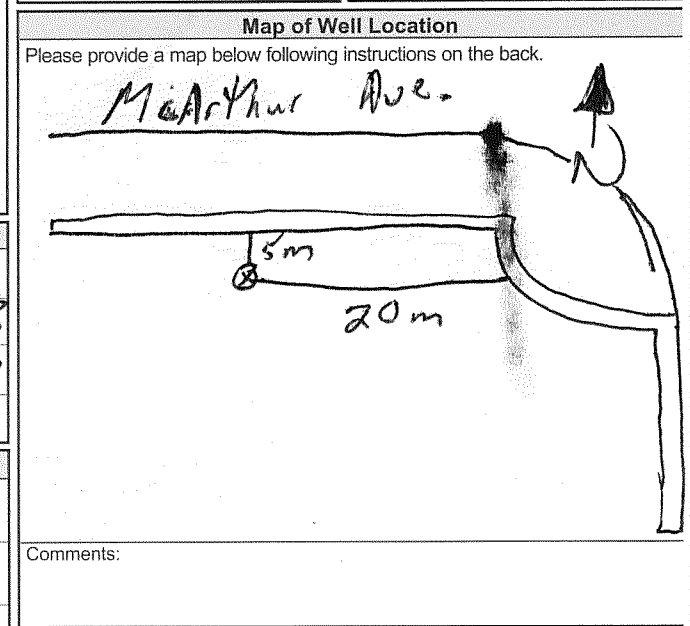 Map of Well Location
Please provide a map below following instructions on the back.
McArthur Ave.
N
5m
20m
Comments: